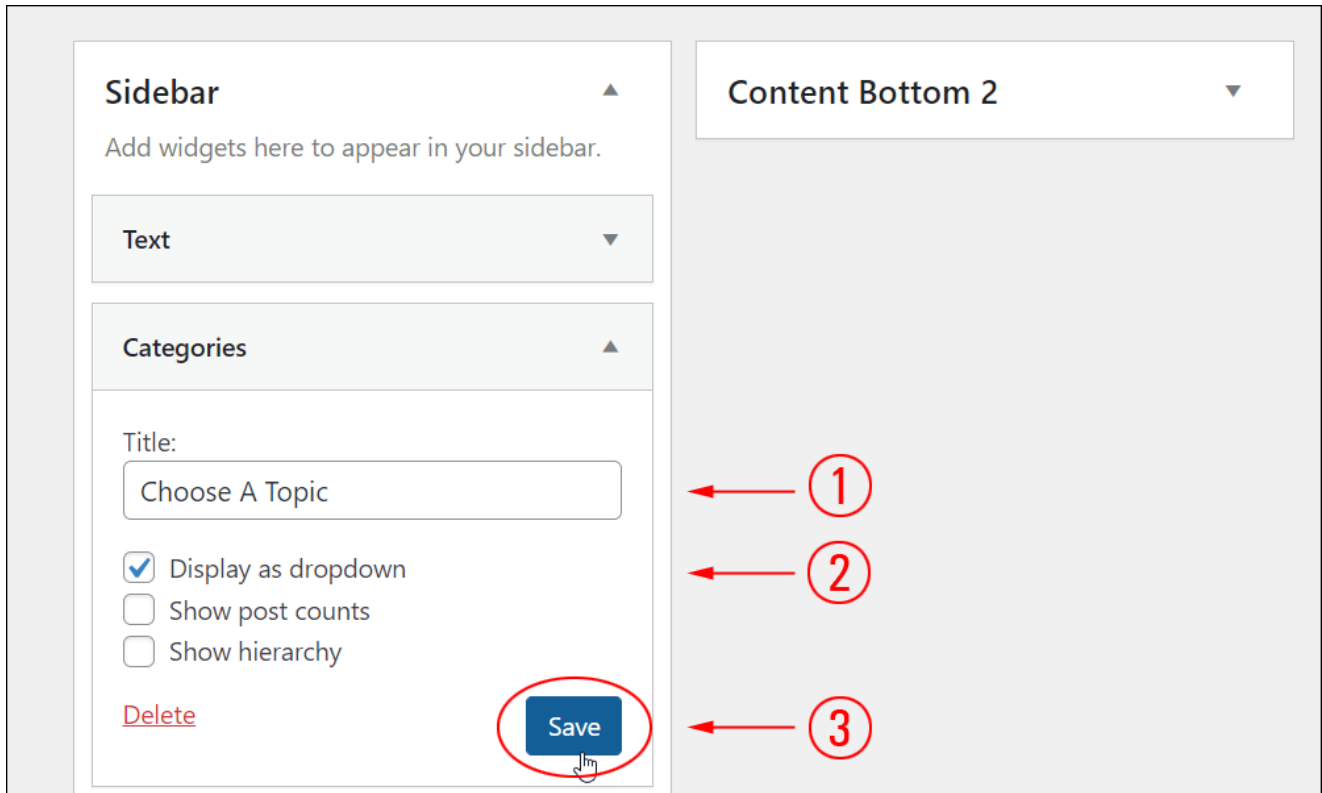 Sidebar
Add widgets here to appear in your sidebar.
Text
Categories
Title:
Choose A Topic
1
Display as dropdown
2
Show post counts
Show hierarchy
Delete
Save
3
Content Bottom 2